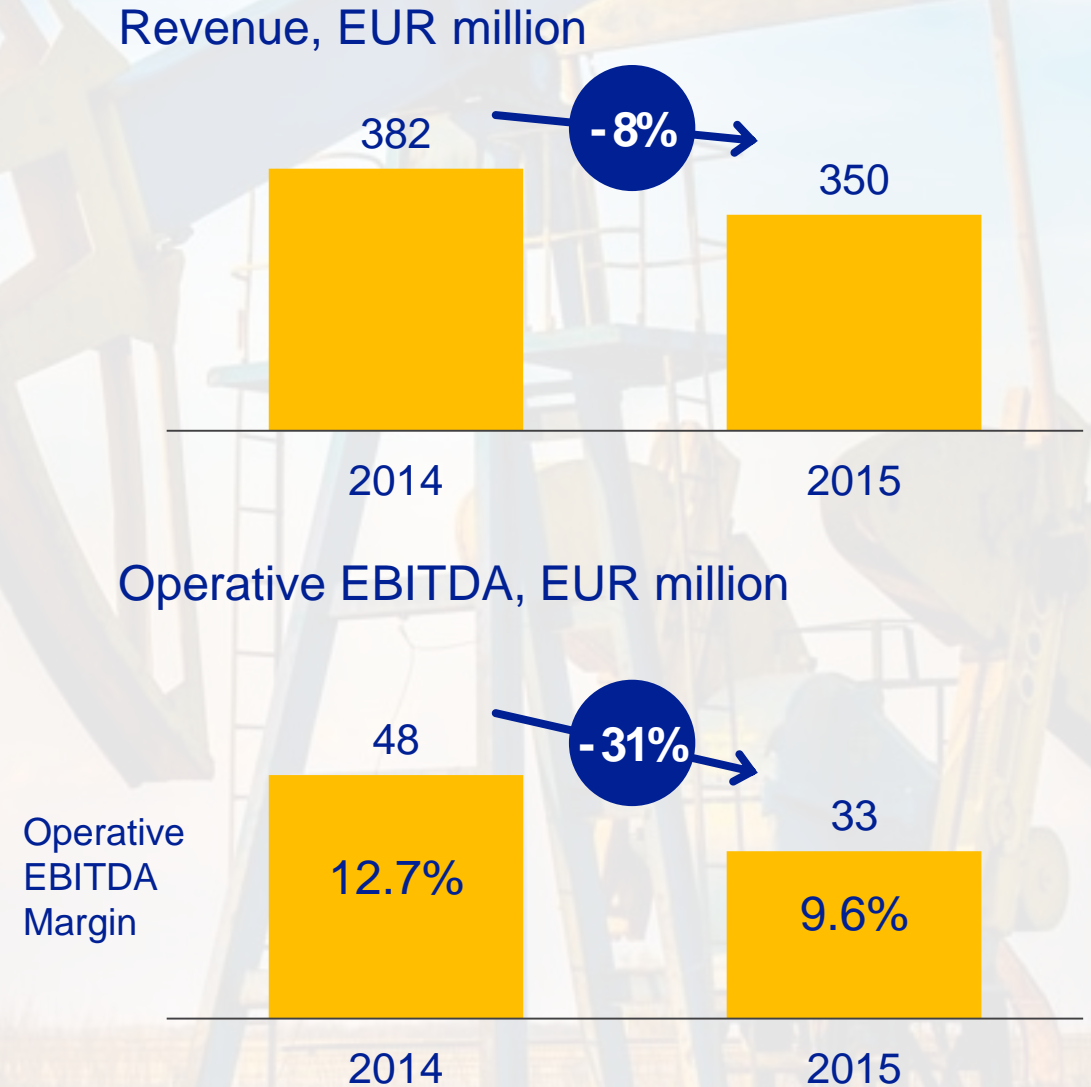 Revenue, EUR million
- 8%
382
350
2014 2015
Operative EBITDA, EUR million
- 31%
48
33
Operative
EBITDA
Margin
12.7%
9.6%
2014 2015